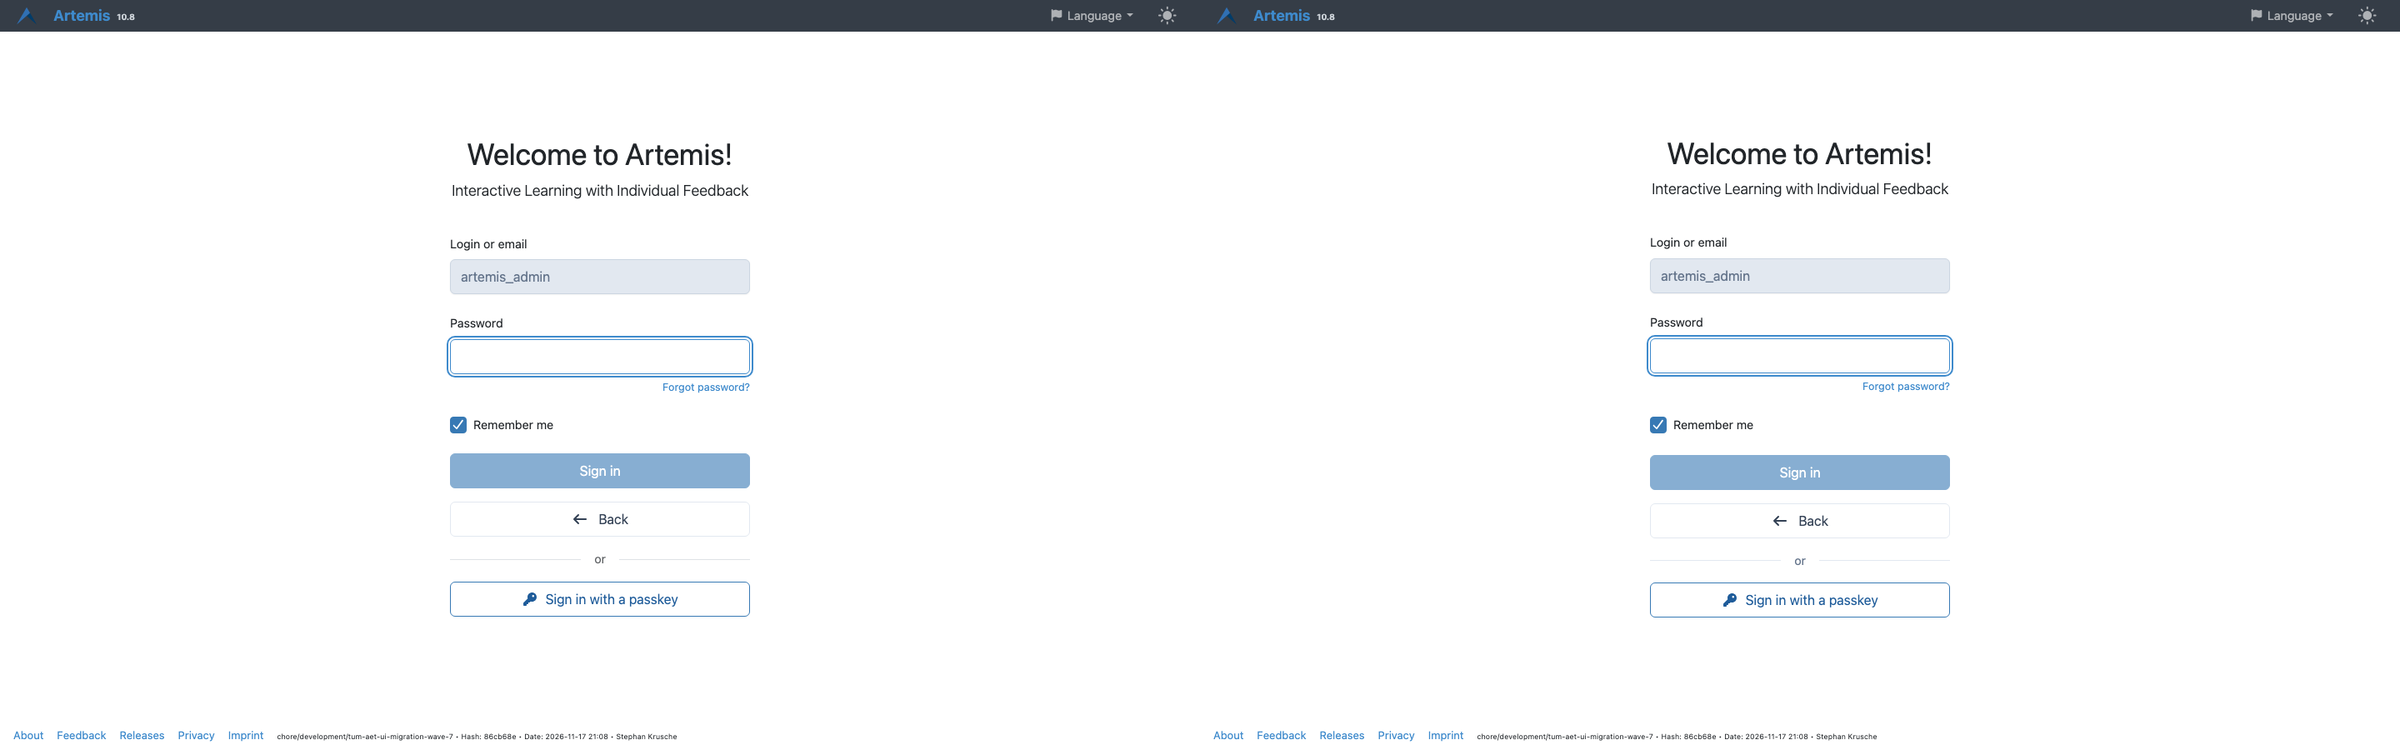 Artemis 10.8
Language
Welcome to Artemis!
Interactive Learning with Individual Feedback
Login or email
artemis_admin
Password
Forgot password?
Remember me
Sign in
Back
or
Sign in with a passkey
About Feedback Releases Privacy Imprint chore/development/tum-aet-ui-migration-wave-7 • Hash: 86cb68e • Date: 2026-11-17 21:08 • Stephan Krusche
Artemis 10.8
Language
Welcome to Artemis!
Interactive Learning with Individual Feedback
Login or email
artemis_admin
Password
Forgot password?
Remember me
Sign in
Back
or
Sign in with a passkey
About Feedback Releases Privacy Imprint chore/development/tum-aet-ui-migration-wave-7 • Hash: 86cb68e • Date: 2026-11-17 21:08 • Stephan Krusche